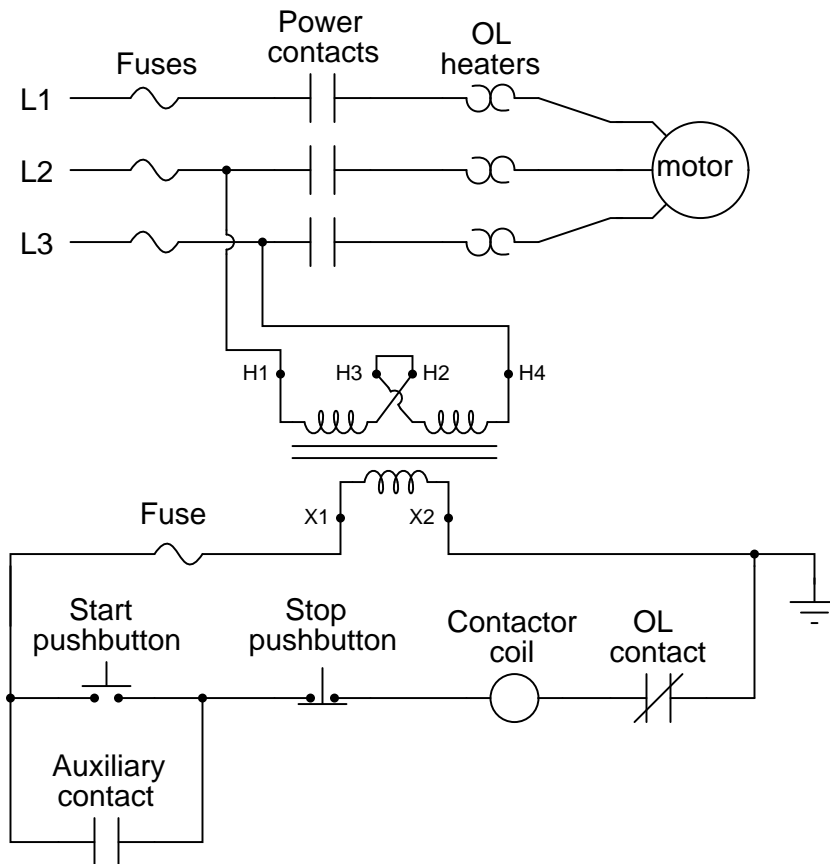 Fuses
Power
contacts
OL
heaters
L1
L2
L3
motor
H1
H3
H2
H4
X1
X2
Fuse
Start
pushbutton
Stop
pushbutton
Contactor
coil
OL
contact
Auxiliary
contact